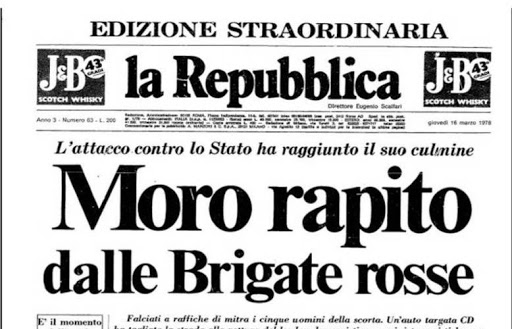 EDIZIONE STRAORDINARIA
J&B 43° GRADI
SCOTCH WHISKY
la Repubblica
J&B 43° GRADI
SCOTCH WHISKY
Direttore Eugenio Scalfari
Anno 3 - Numero 63 - L. 200
giovedì 16 marzo 1978
L'attacco contro lo Stato ha raggiunto il suo culmine
Moro rapito
dalle Brigate rosse
E' il momento
Falciati a raffiche di mitra i cinque uomini della scorta. Un'auto targata CD